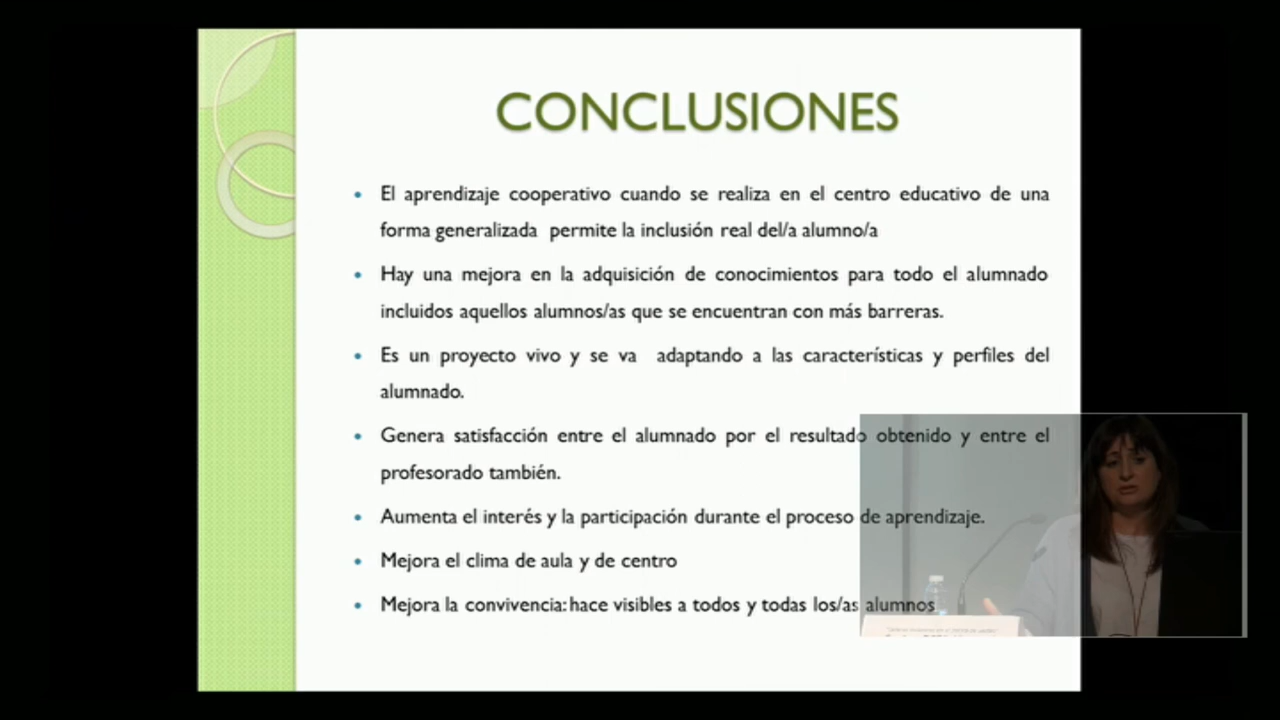 CONCLUSIONES
• El aprendizaje cooperativo cuando se realiza en el centro educativo de una
forma generalizada permite la inclusión real del/a alumno/a
• Hay una mejora en la adquisición de conocimientos para todo el alumnado
incluidos aquellos alumnos/as que se encuentran con más barreras.
• Es un proyecto vivo y se va adaptando a las características y perfiles del
alumnado.
• Genera satisfacción entre el alumnado por el resultado obtenido y entre el
profesorado también.
• Aumenta el interés y la participación durante el proceso de aprendizaje.
• Mejora el clima de aula y de centro
• Mejora la convivencia: hace visibles a todos y todas los/as alumnos